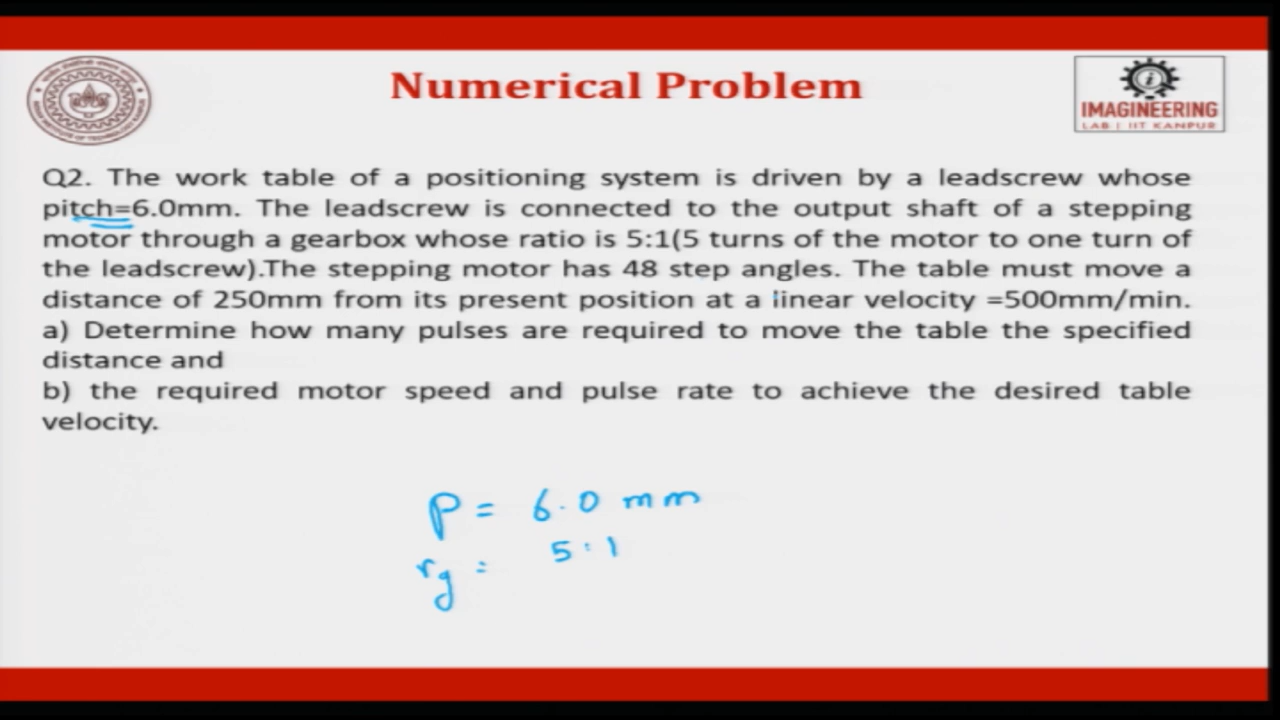 Numerical Problem
IMAGINEERING
LAB | IIT KANPUR
Q2. The work table of a positioning system is driven by a leadscrew whose
pitch=6.0mm. The leadscrew is connected to the output shaft of a stepping
motor through a gearbox whose ratio is 5:1(5 turns of the motor to one turn of
the leadscrew).The stepping motor has 48 step angles. The table must move a
distance of 250mm from its present position at a linear velocity =500mm/min.
a) Determine how many pulses are required to move the table the specified
distance and
b) the required motor speed and pulse rate to achieve the desired table
velocity.
p = 6.0 mm
rg = 5:1